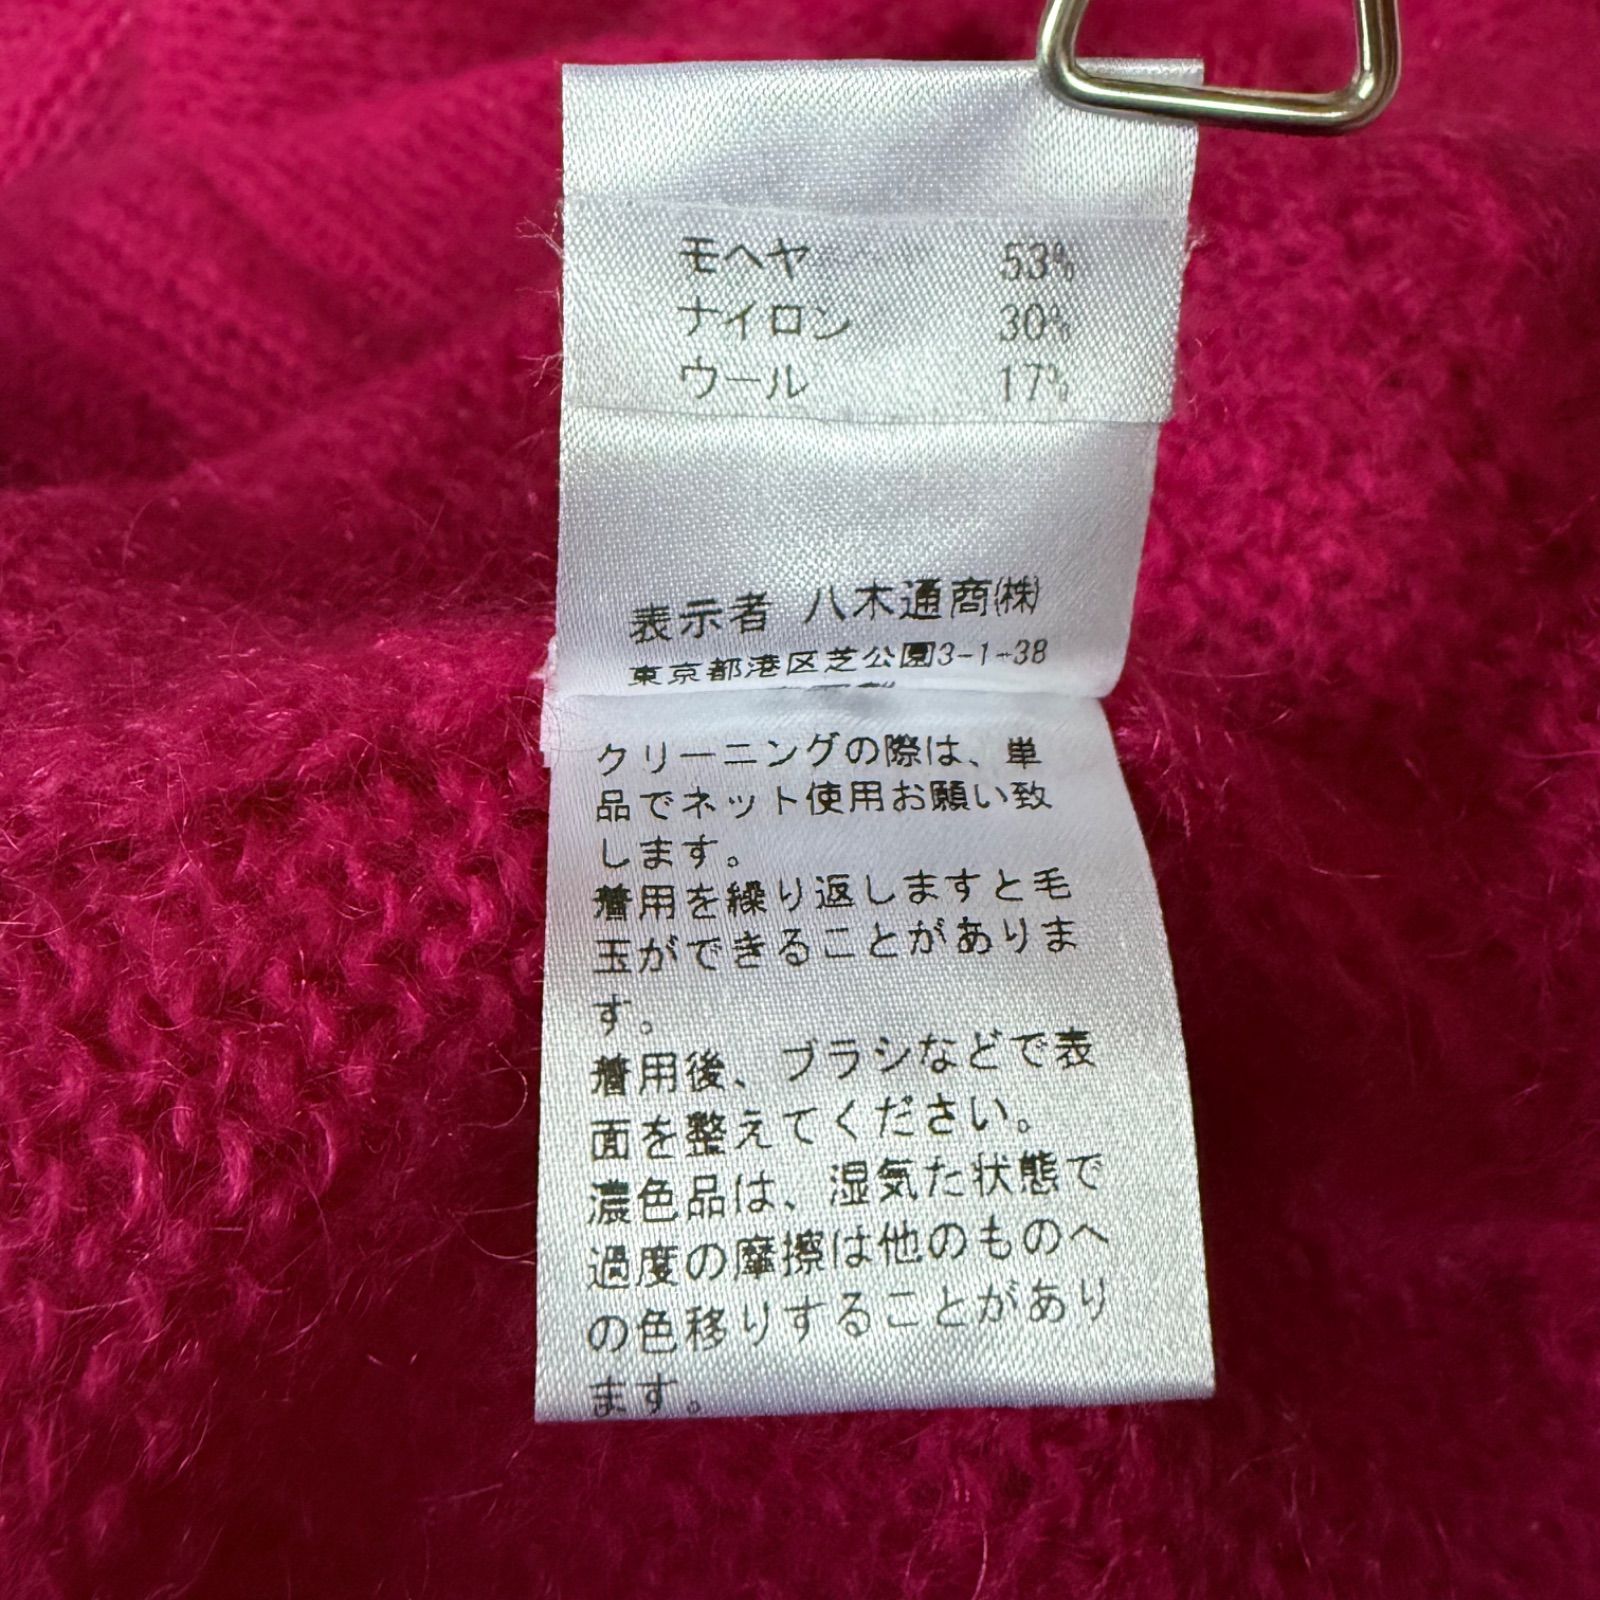 モヘヤ 53%
ナイロン 30%
ウール 17%
表示者 八木通商(株)
東京都港区芝公園3-1-38
クリーニングの際は、単
品でネット使用お願い致
します。
着用を繰り返しますと毛
玉ができることがありま
す。
着用後、ブラシなどで表
面を整えてください。
濃色品は、湿気た状態で
過度の摩擦は他のものへ
の色移りすることがあり
ます。